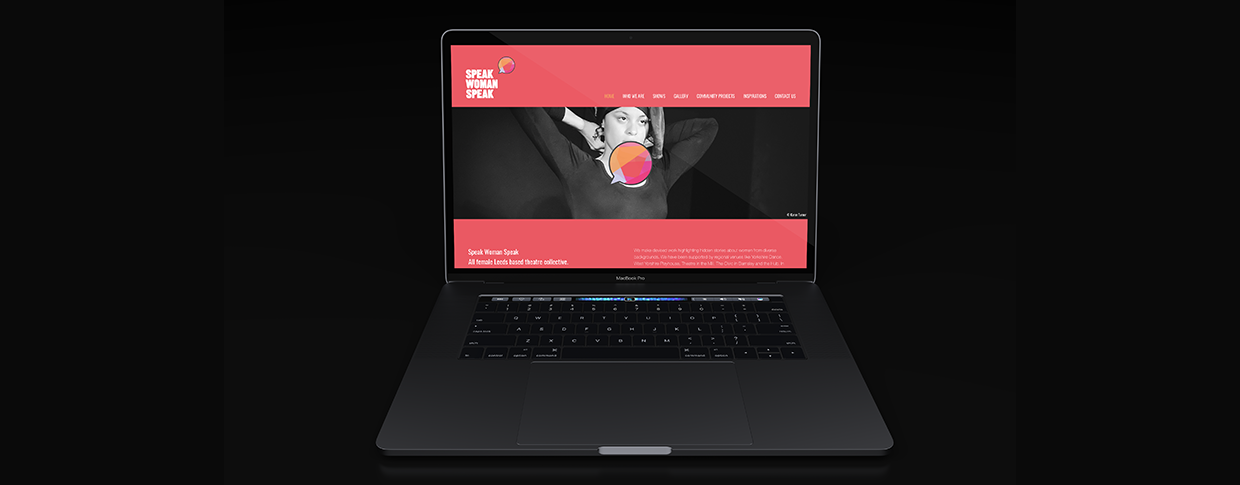 SPEAK
WOMAN
SPEAK
HOME WHO WE ARE SHOWS GALLERY COMMUNITY PROJECTS INSPIRATIONS CONTACT US
Speak Woman Speak
All female Leeds based theatre collective.
We make devised work highlighting hidden stories about women from diverse
backgrounds. We have been supported by regional venues like Yorkshire Dance,
West Yorkshire Playhouse, Theatre in the Mill, The Civic in Barnsley and the Hub, in
MacBook Pro
Q W E R T Y U I O P
A S D F G H J K L
Z X C V B N M
command
command